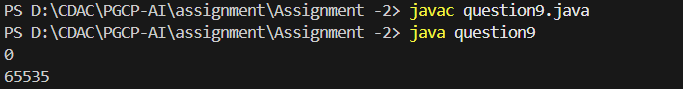 PS D:\CDAC\PGCP-AI\assignment\Assignment -2> javac question9.java
PS D:\CDAC\PGCP-AI\assignment\Assignment -2> java question9
0
65535